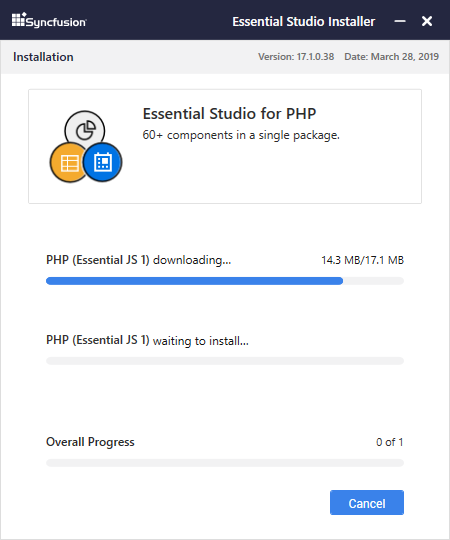 Syncfusion®
Essential Studio Installer
Installation
Version: 17.1.0.38 Date: March 28, 2019
Essential Studio for PHP
60+ components in a single package.
PHP (Essential JS 1) downloading... 14.3 MB/17.1 MB
PHP (Essential JS 1) waiting to install...
Overall Progress 0 of 1
Cancel